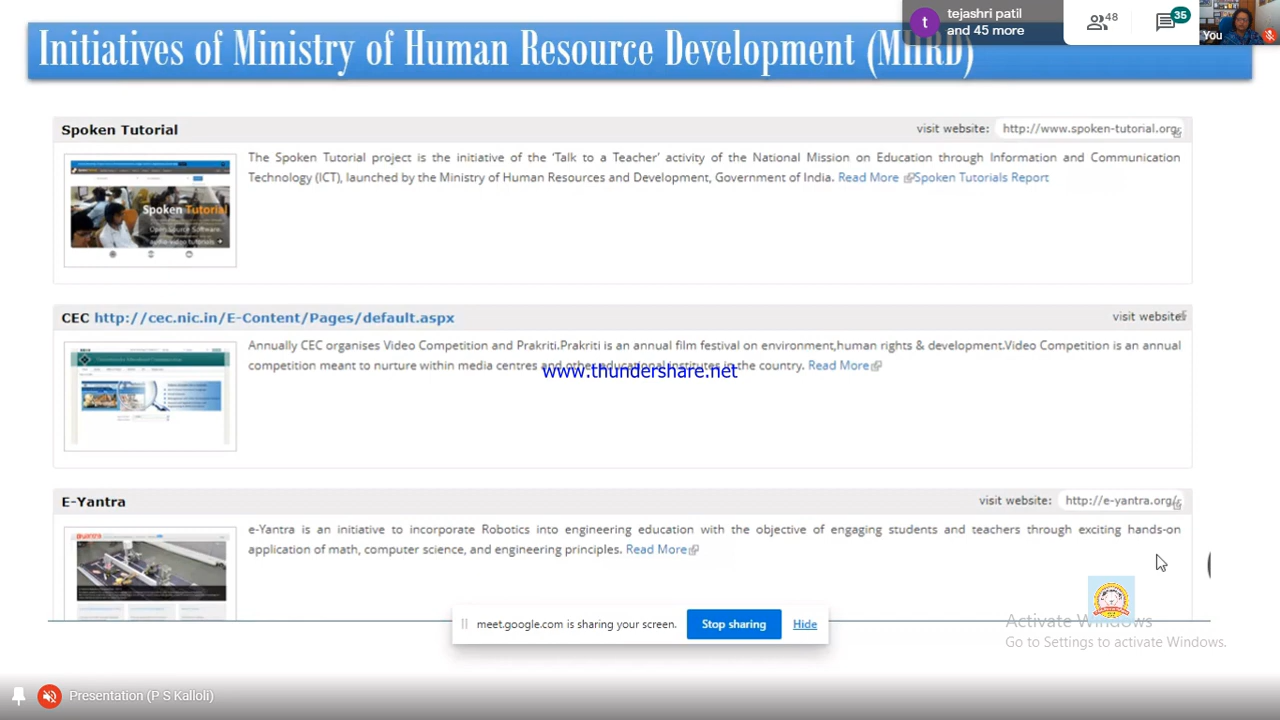 tejashri patil
and 45 more
48
35
You
Initiatives of Ministry of Human Resource Development (MHRD)
Spoken Tutorial
visit website: http://www.spoken-tutorial.org/
The Spoken Tutorial project is the initiative of the ‘Talk to a Teacher’ activity of the National Mission on Education through Information and Communication
Technology (ICT), launched by the Ministry of Human Resources and Development, Government of India. Read More Spoken Tutorials Report
Spoken Tutorial
Open Source Software
audio-video tutorials
CEC http://cec.nic.in/E-Content/Pages/default.aspx
visit website:
Annually CEC organises Video Competition and Prakriti.Prakriti is an annual film festival on environment,human rights & development.Video Competition is an annual
competition meant to nurture within media centres and other educational institutes in the country. Read More
www.thundershare.net
E-Yantra
visit website: http://e-yantra.org/
e-Yantra is an initiative to incorporate Robotics into engineering education with the objective of engaging students and teachers through exciting hands-on
application of math, computer science, and engineering principles. Read More
meet.google.com is sharing your screen. Stop sharing Hide
Activate Windows
Go to Settings to activate Windows.
Presentation (P S Kalloli)